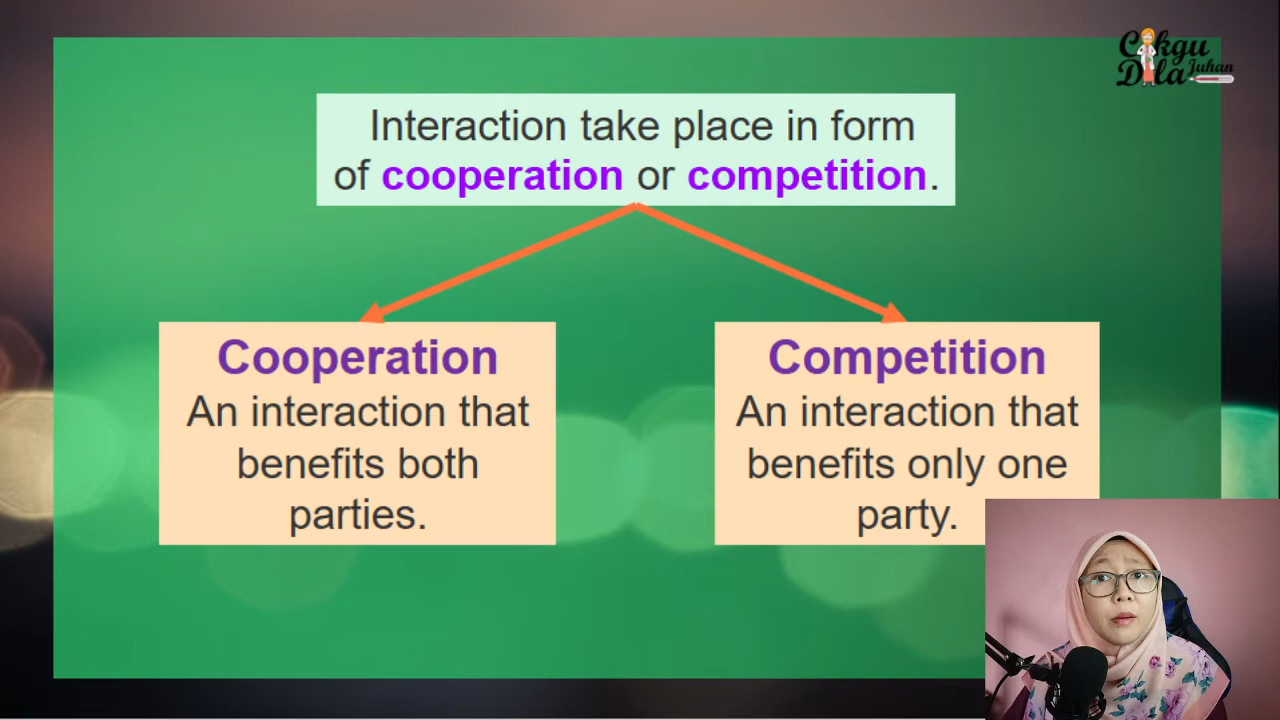 Cikgu
Dila Juhan
Interaction take place in form
of cooperation or competition.
Cooperation
An interaction that
benefits both
parties.
Competition
An interaction that
benefits only one
party.